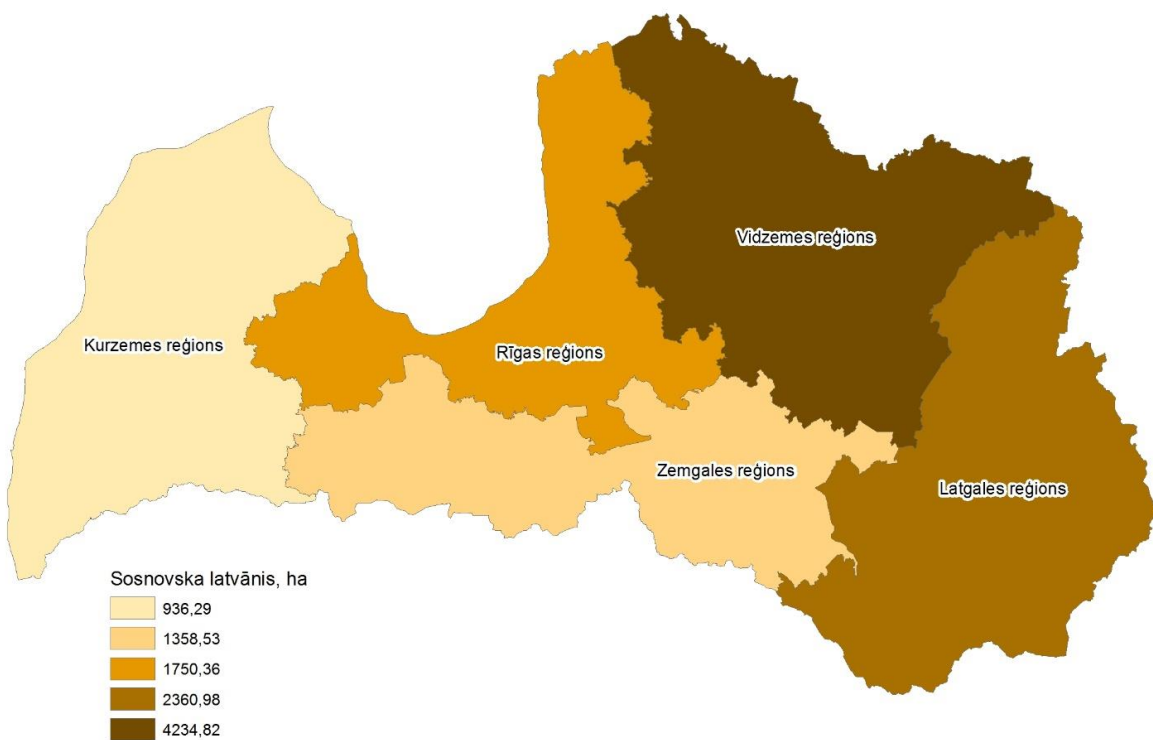 Vidzemes reģions
Kurzemes reģions
Rīgas reģions
Zemgales reģions
Latgales reģions
Sosnovska latvānis, ha
936,29
1358,53
1750,36
2360,98
4234,82